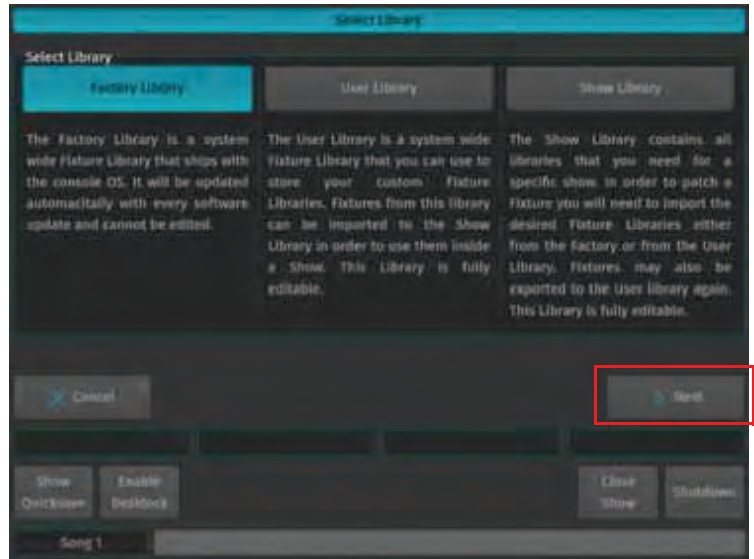 Select Library
Select Library
Factory Library
User Library
Show Library
The Factory Library is a system
wide Fixture Library that ships with
the console OS. It will be updated
automatically with every software
update and cannot be edited.
The User Library is a system wide
Fixture Library that you can use to
store your custom Fixture
Libraries. Fixtures from this library
can be imported to the Show
Library in order to use them inside
a Show. This Library is fully
editable.
The Show Library contains all
libraries that you need for a
specific show. In order to patch a
Fixture you will need to import the
desired Fixture Libraries either
from the Factory or from the User
Library. Fixtures may also be
exported to the User library again.
This Library is fully editable.
Cancel
Next
Show
Quicksave
Enable
Desklock
Close
Show
Shutdown
Song 1